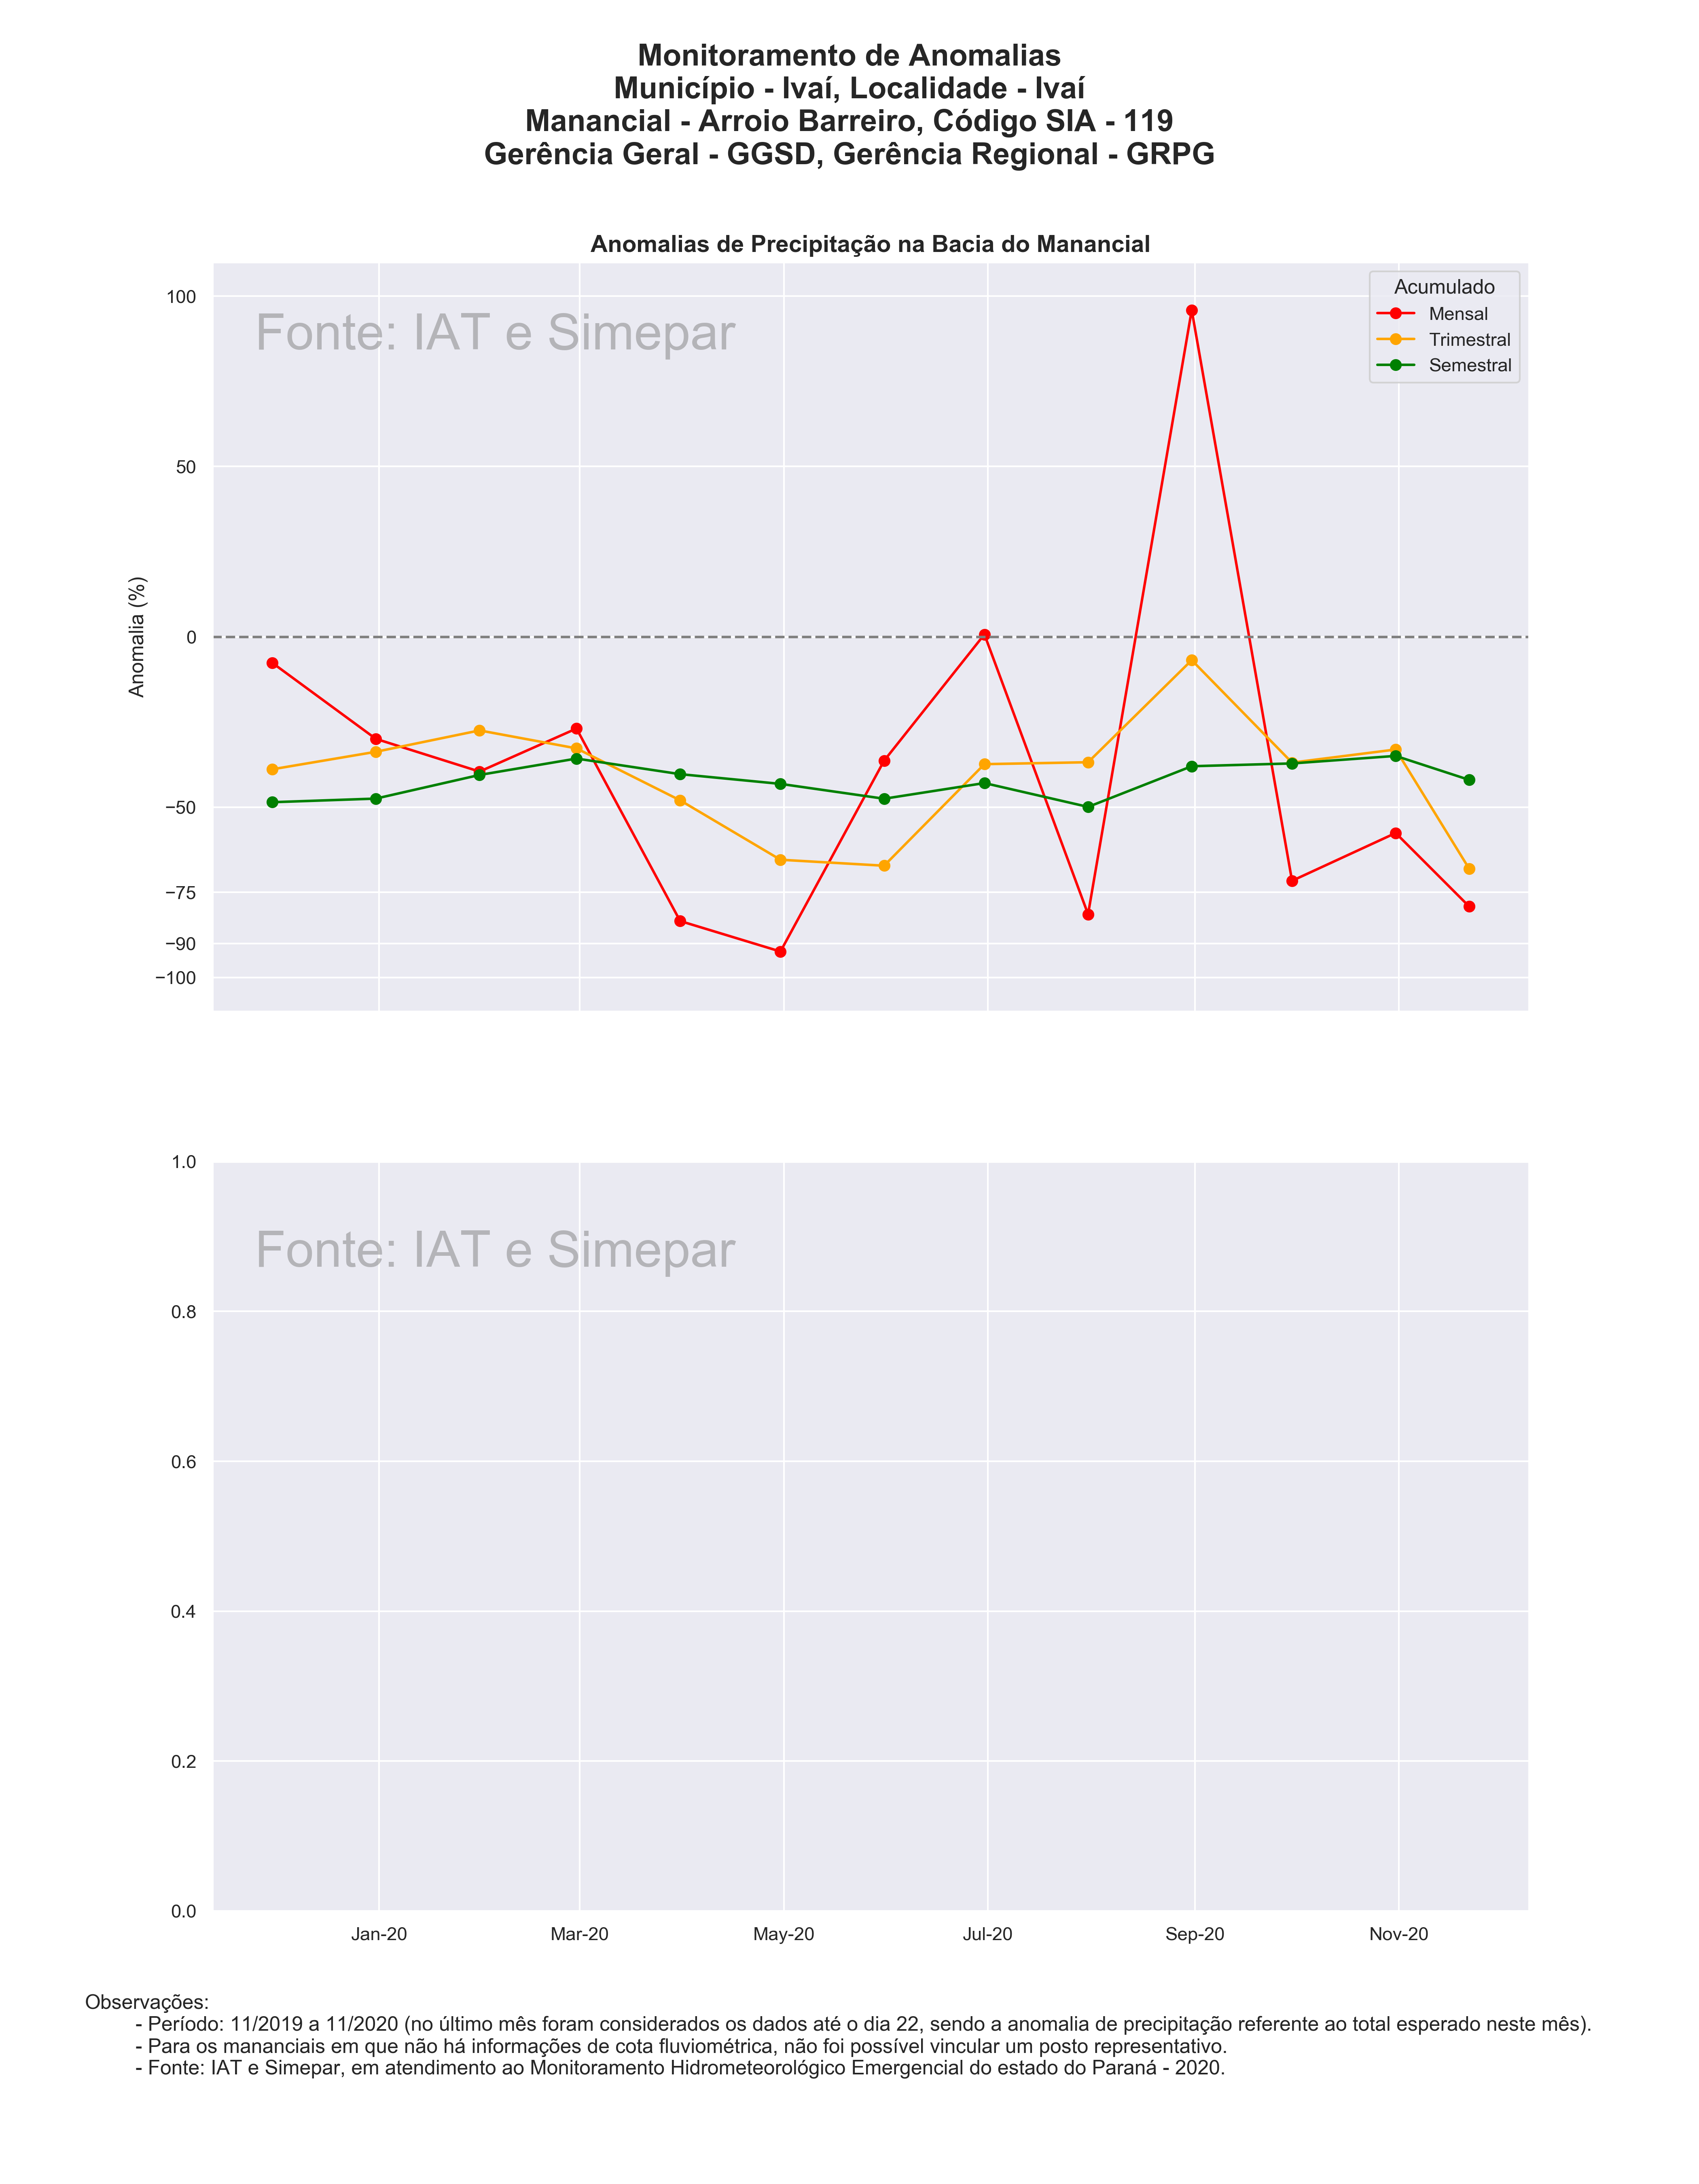 Monitoramento de Anomalias
Município - Ivaí, Localidade - Ivaí
Manancial - Arroio Barreiro, Código SIA - 119
Gerência Geral - GGSD, Gerência Regional - GRPG
Anomalias de Precipitação na Bacia do Manancial
Fonte: IAT e Simepar
Acumulado
Mensal
Trimestral
Semestral
Anomalia (%)
100
50
0
−50
−75
−90
−100
Fonte: IAT e Simepar
1.0
0.8
0.6
0.4
0.2
0.0
Jan-20 Mar-20 May-20 Jul-20 Sep-20 Nov-20
Observações:
- Período: 11/2019 a 11/2020 (no último mês foram considerados os dados até o dia 22, sendo a anomalia de precipitação referente ao total esperado neste mês).
- Para os mananciais em que não há informações de cota fluviométrica, não foi possível vincular um posto representativo.
- Fonte: IAT e Simepar, em atendimento ao Monitoramento Hidrometeorológico Emergencial do estado do Paraná - 2020.